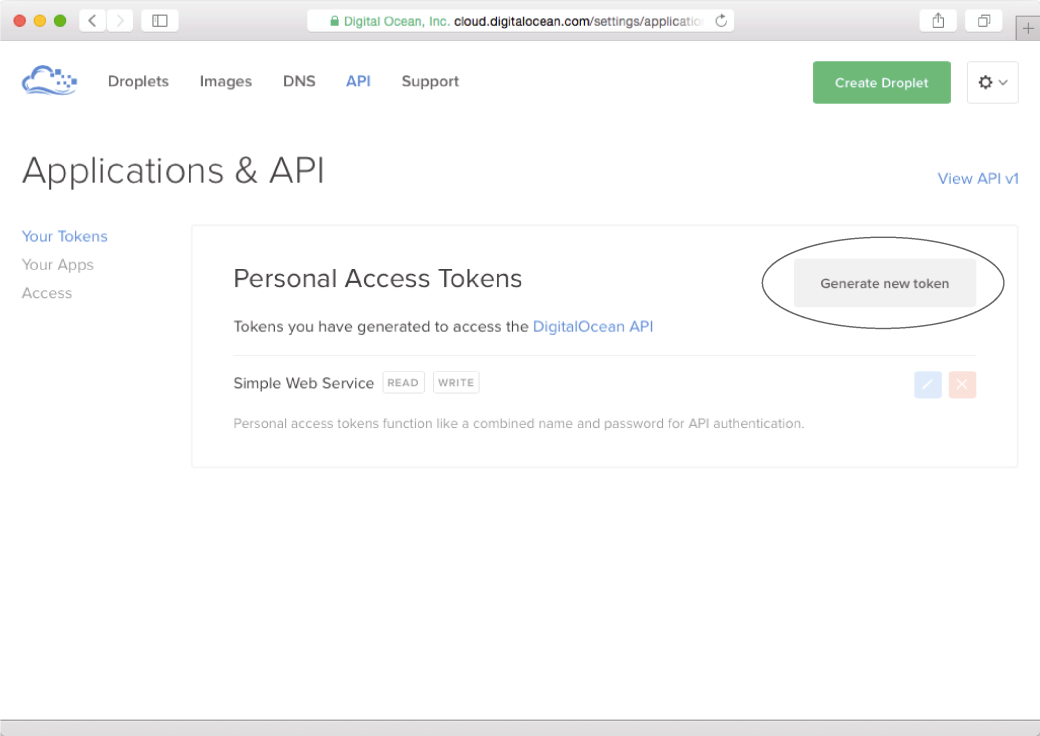 Digital Ocean, Inc. cloud.digitalocean.com/settings/applicatio
Droplets Images DNS API Support Create Droplet
Applications & API
View API v1
Your Tokens
Your Apps
Access
Personal Access Tokens
Generate new token
Tokens you have generated to access the DigitalOcean API
Simple Web Service READ WRITE
Personal access tokens function like a combined name and password for API authentication.